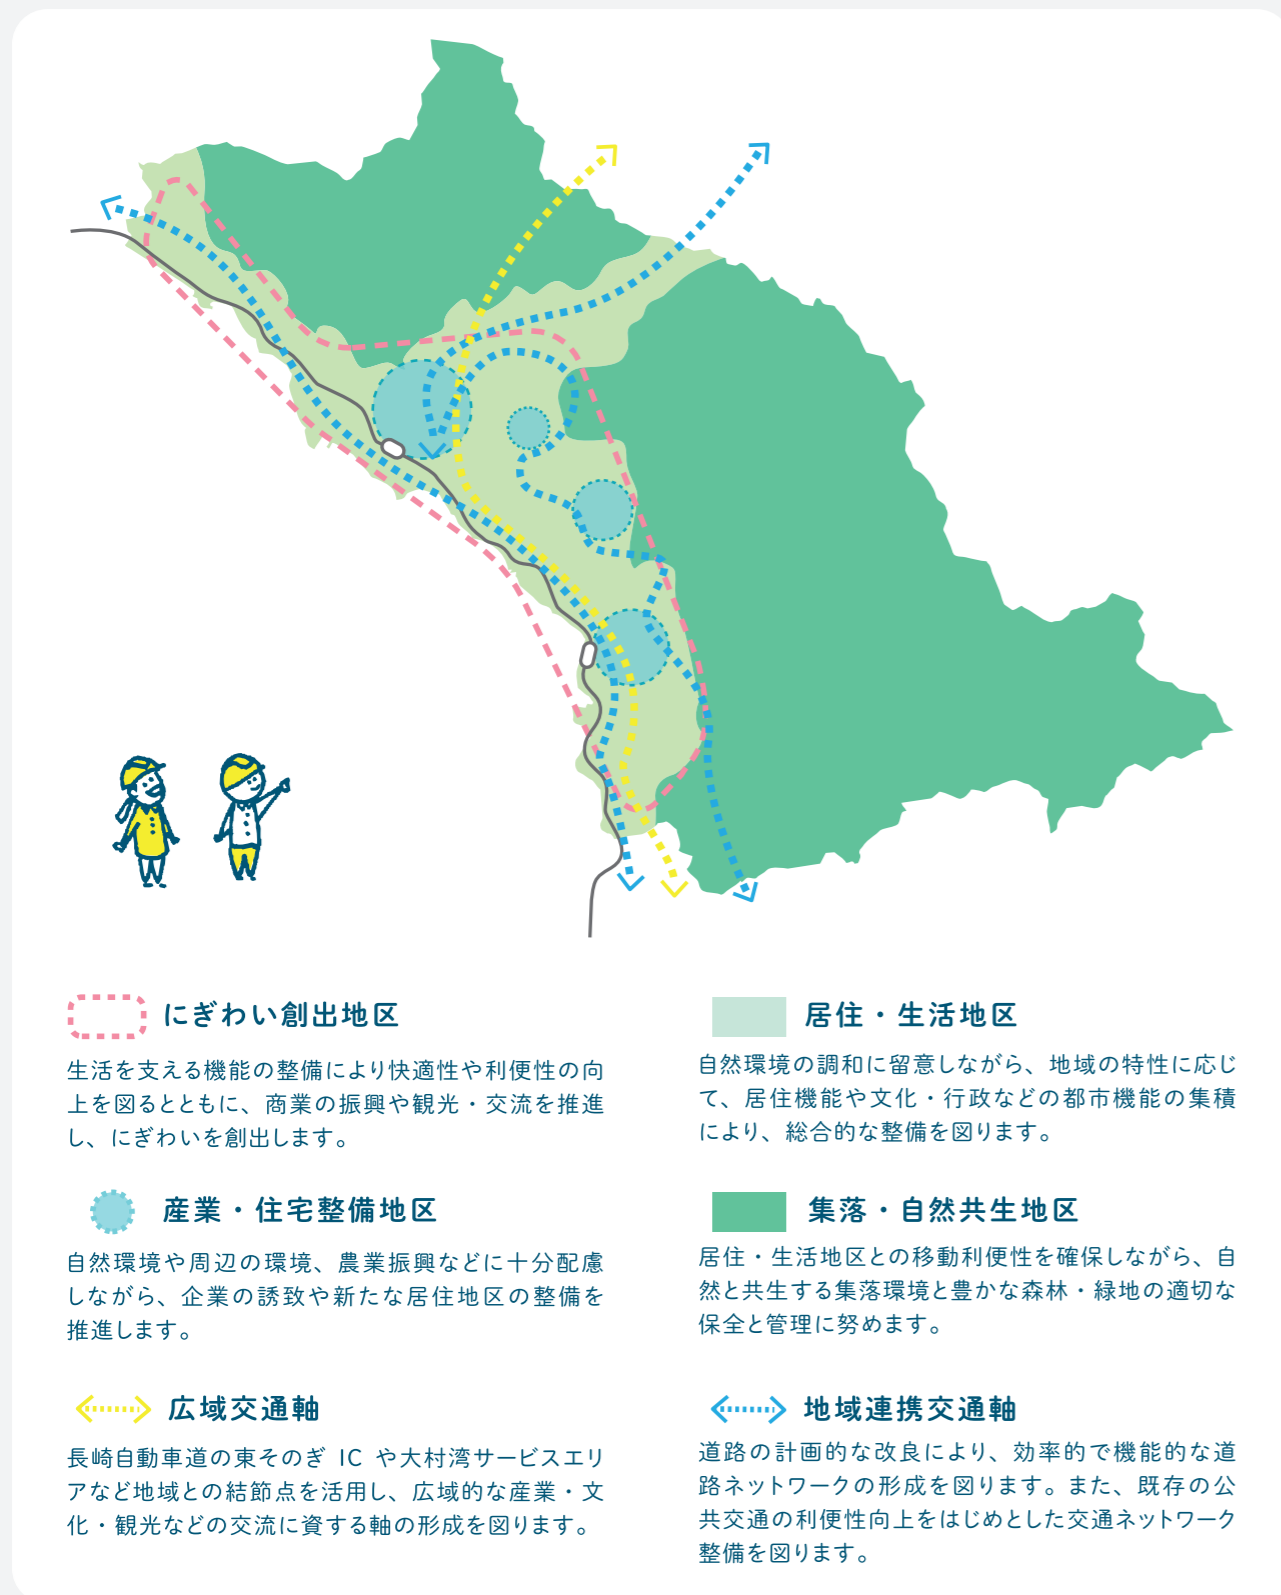 にぎわい創出地区
生活を支える機能の整備により快適性や利便性の向
上を図るとともに、商業の振興や観光・交流を推進
し、にぎわいを創出します。
居住・生活地区
自然環境の調和に留意しながら、地域の特性に応じ
て、居住機能や文化・行政などの都市機能の集積
により、総合的な整備を図ります。
産業・住宅整備地区
自然環境や周辺の環境、農業振興などに十分配慮
しながら、企業の誘致や新たな居住地区の整備を
推進します。
集落・自然共生地区
居住・生活地区との移動利便性を確保しながら、自
然と共生する集落環境と豊かな森林・緑地の適切な
保全と管理に努めます。
広域交通軸
長崎自動車道の東そのぎ IC や大村湾サービスエリ
アなど地域との結節点を活用し、広域的な産業・文
化・観光などの交流に資する軸の形成を図ります。
地域連携交通軸
道路の計画的な改良により、効率的で機能的な道
路ネットワークの形成を図ります。また、既存の公
共交通の利便性向上をはじめとした交通ネットワーク
整備を図ります。